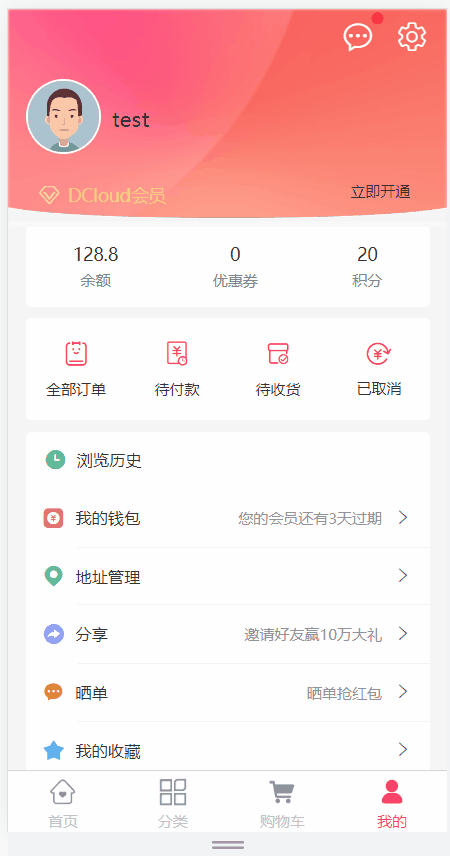 test
DCloud会员 立即开通
128.8 0 20
余额 优惠券 积分
全部订单 待付款 待收货 已取消
浏览历史
我的钱包 您的会员还有3天过期
地址管理
分享 邀请好友赢10万大礼
晒单 晒单抢红包
我的收藏
首页 分类 购物车 我的